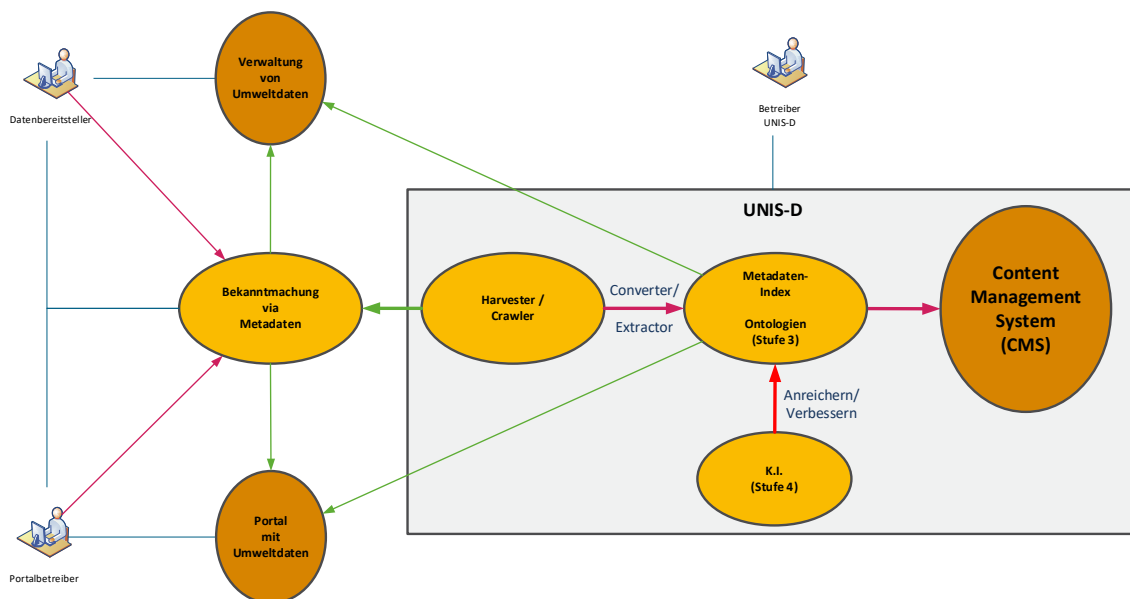 Verwaltung
von
Umweltdaten
Datenbereitsteller
Betreiber
UNIS-D
UNIS-D
Bekanntmachung
via
Metadaten
Harvester /
Crawler
Converter/
Extractor
Metadaten-
Index
Ontologien
(Stufe 3)
Content
Management
System
(CMS)
Anreichern/
Verbessern
K.I.
(Stufe 4)
Portal
mit
Umweltdaten
Portalbetreiber